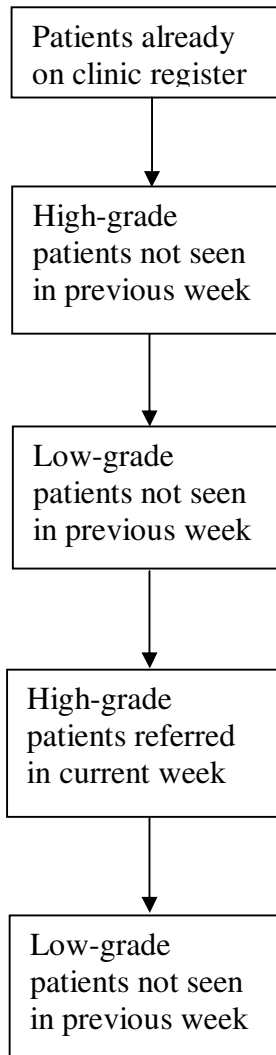 Patients already
on clinic register
High-grade
patients not seen
in previous week
Low-grade
patients not seen
in previous week
High-grade
patients referred
in current week
Low-grade
patients not seen
in previous week